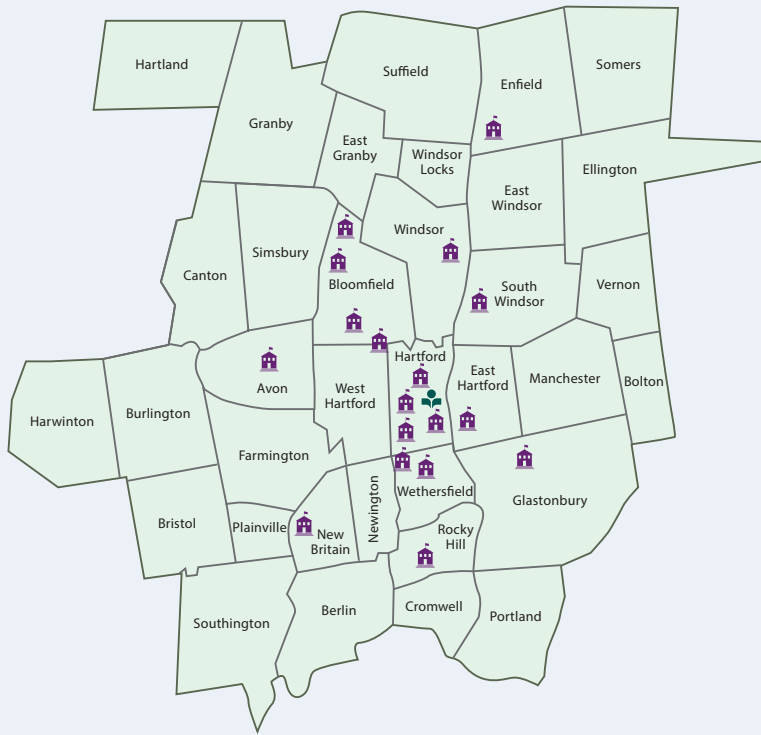 Hartland
Suffield
Somers
Enfield
Granby
East
Granby
Windsor
Locks
Ellington
East
Windsor
Windsor
Simsbury
Canton
Bloomfield
South
Windsor
Vernon
Hartford
Avon
West
Hartford
East
Hartford
Manchester
Bolton
Harwinton
Burlington
Farmington
Wethersfield
Glastonbury
Newington
Bristol
Plainville
New
Britain
Rocky
Hill
Southington
Berlin
Cromwell
Portland